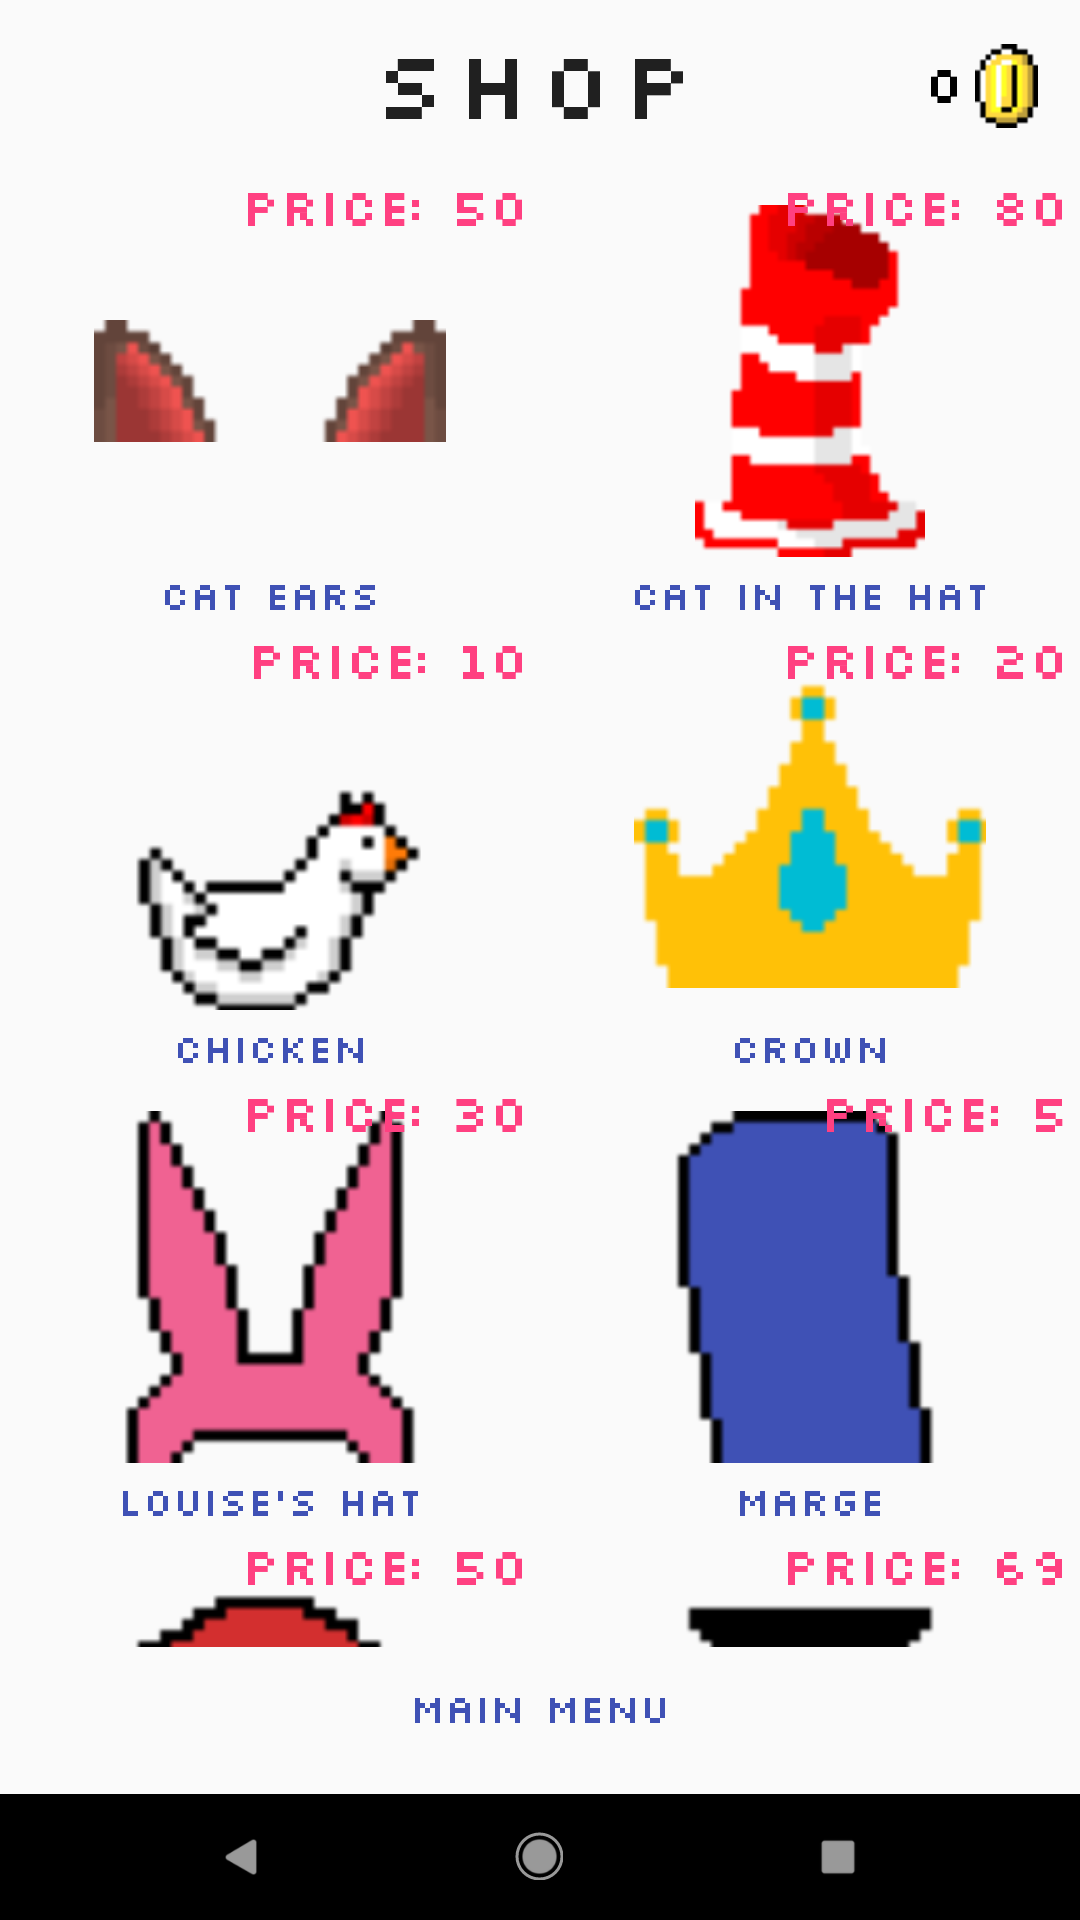 SHOP
0
PRICE: 50
PRICE: 80
CAT EARS
CAT IN THE HAT
PRICE: 10
PRICE: 20
CHICKEN
CROWN
PRICE: 30
PRICE: 5
LOUISE'S HAT
MARGE
PRICE: 50
PRICE: 69
MAIN MENU